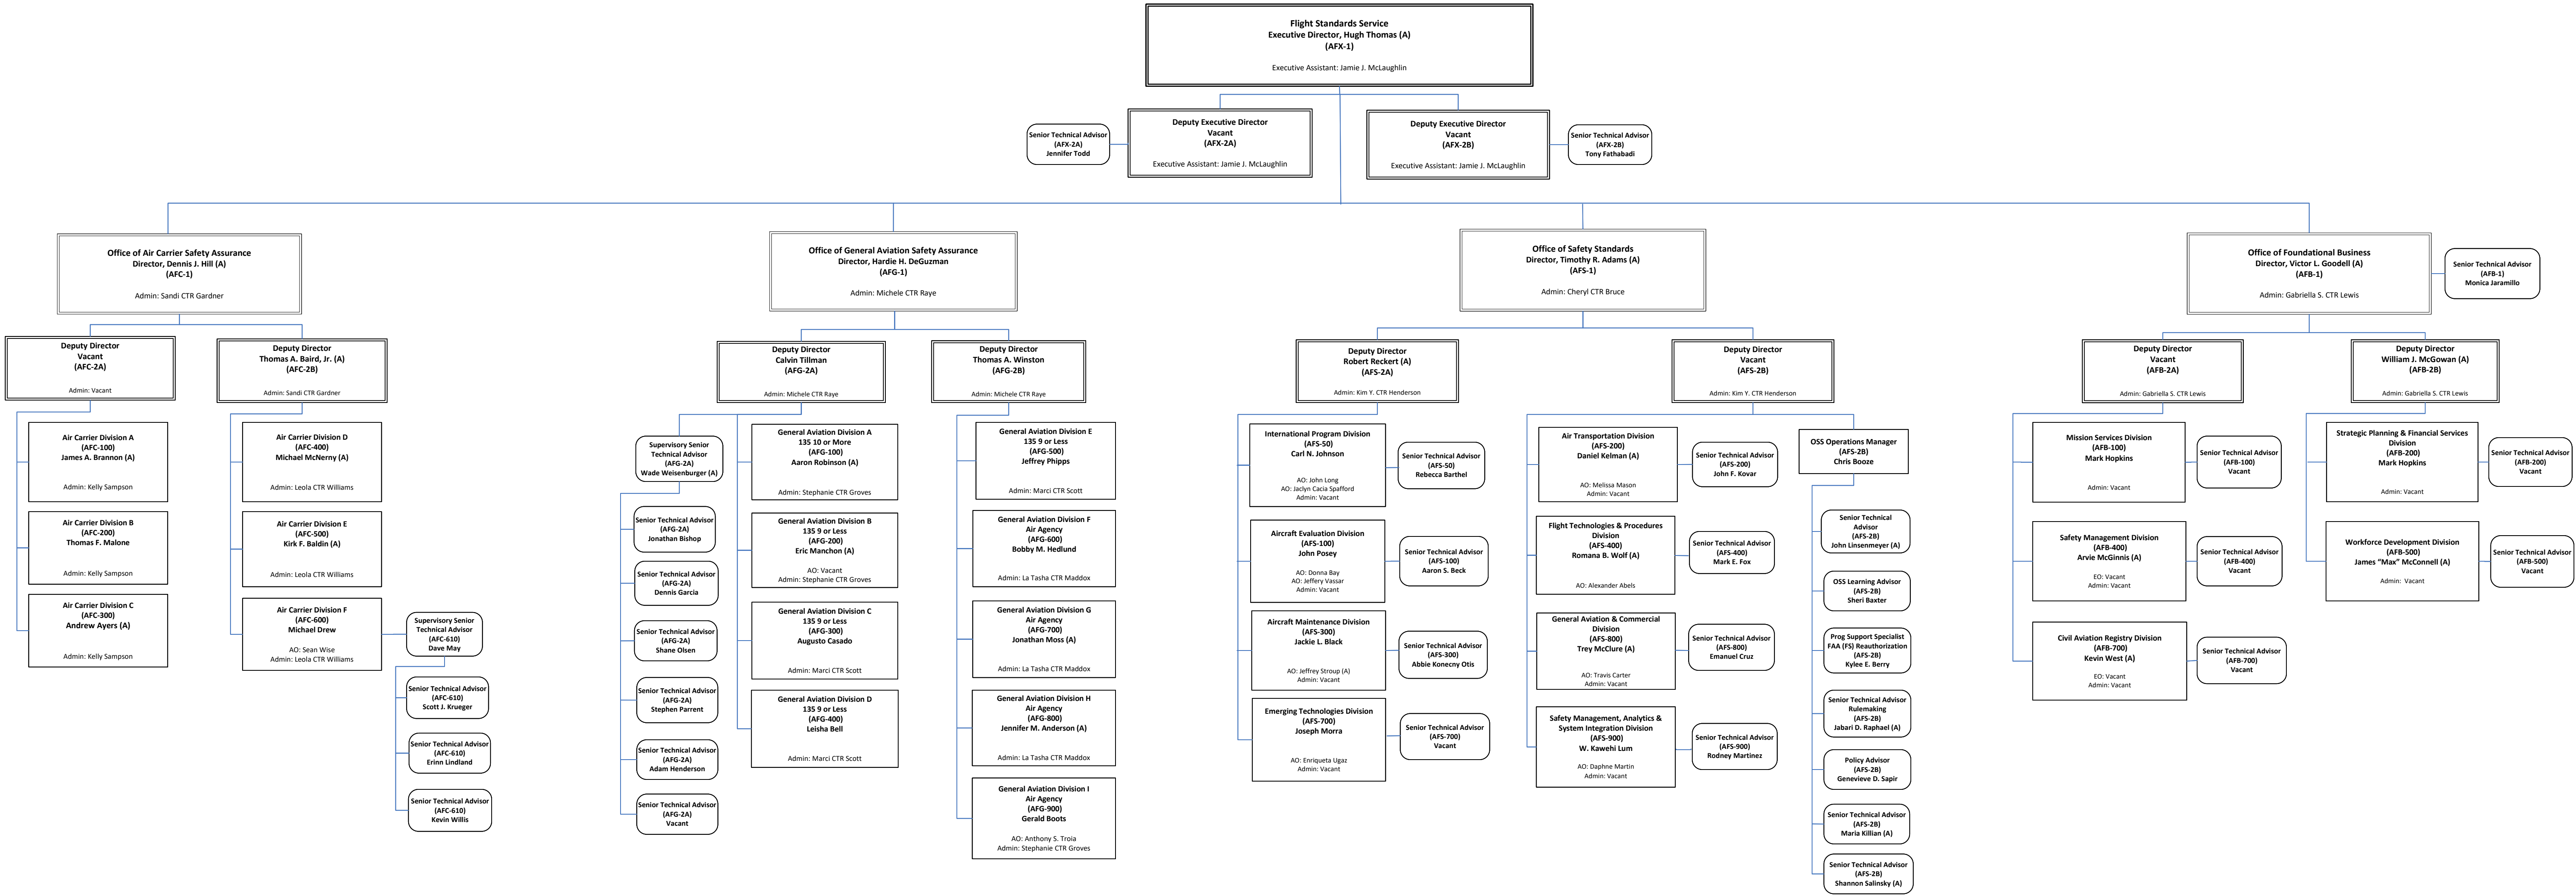 Flight Standards Service
Executive Director, Hugh Thomas (A)
(AFX-1)
Executive Assistant: Jamie J. McLaughlin
Senior Technical Advisor
(AFX-2A)
Jennifer Todd
Deputy Executive Director
Vacant
(AFX-2A)
Executive Assistant: Jamie J. McLaughlin
Deputy Executive Director
Vacant
(AFX-2B)
Executive Assistant: Jamie J. McLaughlin
Senior Technical Advisor
(AFX-2B)
Tony Fathabadi
Office of Air Carrier Safety Assurance
Director, Dennis J. Hill (A)
(AFC-1)
Admin: Sandi CTR Gardner
Deputy Director
Vacant
(AFC-2A)
Admin: Vacant
Air Carrier Division A
(AFC-100)
James A. Brannon (A)
Admin: Kelly Sampson
Air Carrier Division B
(AFC-200)
Thomas F. Malone
Admin: Kelly Sampson
Air Carrier Division C
(AFC-300)
Andrew Ayers (A)
Admin: Kelly Sampson
Deputy Director
Thomas A. Baird, Jr. (A)
(AFC-2B)
Admin: Sandi CTR Gardner
Air Carrier Division D
(AFC-400)
Michael McNerny (A)
Admin: Leola CTR Williams
Air Carrier Division E
(AFC-500)
Kirk F. Baldin (A)
Admin: Leola CTR Williams
Air Carrier Division F
(AFC-600)
Michael Drew
AO: Sean Wise
Admin: Leola CTR Williams
Supervisory Senior
Technical Advisor
(AFC-610)
Dave May
Senior Technical Advisor
(AFC-610)
Scott J. Krueger
Senior Technical Advisor
(AFC-610)
Erinn Lindland
Senior Technical Advisor
(AFC-610)
Kevin Willis
Office of General Aviation Safety Assurance
Director, Hardie H. DeGuzman
(AFG-1)
Admin: Michele CTR Raye
Deputy Director
Calvin Tillman
(AFG-2A)
Admin: Michele CTR Raye
Supervisory Senior
Technical Advisor
(AFG-2A)
Wade Weisenburger (A)
Senior Technical Advisor
(AFG-2A)
Jonathan Bishop
Senior Technical Advisor
(AFG-2A)
Dennis Garcia
Senior Technical Advisor
(AFG-2A)
Shane Olsen
Senior Technical Advisor
(AFG-2A)
Stephen Parrent
Senior Technical Advisor
(AFG-2A)
Adam Henderson
Senior Technical Advisor
(AFG-2A)
Vacant
General Aviation Division A
135 10 or More
(AFG-100)
Aaron Robinson (A)
Admin: Stephanie CTR Groves
General Aviation Division B
135 9 or Less
(AFG-200)
Eric Manchon (A)
AO: Vacant
Admin: Stephanie CTR Groves
General Aviation Division C
135 9 or Less
(AFG-300)
Augusto Casado
Admin: Marci CTR Scott
General Aviation Division D
135 9 or Less
(AFG-400)
Leisha Bell
Admin: Marci CTR Scott
Deputy Director
Thomas A. Winston
(AFG-2B)
Admin: Michele CTR Raye
General Aviation Division E
135 9 or Less
(AFG-500)
Jeffrey Phipps
Admin: Marci CTR Scott
General Aviation Division F
Air Agency
(AFG-600)
Bobby M. Hedlund
Admin: La Tasha CTR Maddox
General Aviation Division G
Air Agency
(AFG-700)
Jonathan Moss (A)
Admin: La Tasha CTR Maddox
General Aviation Division H
Air Agency
(AFG-800)
Jennifer M. Anderson (A)
Admin: La Tasha CTR Maddox
General Aviation Division I
Air Agency
(AFG-900)
Gerald Boots
AO: Anthony S. Troia
Admin: Stephanie CTR Groves
Office of Safety Standards
Director, Timothy R. Adams (A)
(AFS-1)
Admin: Cheryl CTR Bruce
Deputy Director
Robert Reckert (A)
(AFS-2A)
Admin: Kim Y. CTR Henderson
International Program Division
(AFS-50)
Carl N. Johnson
AO: John Long
AO: Jaclyn Cacia Spafford
Admin: Vacant
Senior Technical Advisor
(AFS-50)
Rebecca Barthel
Aircraft Evaluation Division
(AFS-100)
John Posey
AO: Donna Bay
AO: Jeffery Vassar
Admin: Vacant
Senior Technical Advisor
(AFS-100)
Aaron S. Beck
Aircraft Maintenance Division
(AFS-300)
Jackie L. Black
AO: Jeffrey Stroup (A)
Admin: Vacant
Senior Technical Advisor
(AFS-300)
Abbie Konecny Otis
Emerging Technologies Division
(AFS-700)
Joseph Morra
AO: Enriqueta Ugaz
Admin: Vacant
Senior Technical Advisor
(AFS-700)
Vacant
Deputy Director
Vacant
(AFS-2B)
Admin: Kim Y. CTR Henderson
Air Transportation Division
(AFS-200)
Daniel Kelman (A)
AO: Melissa Mason
Admin: Vacant
Senior Technical Advisor
(AFS-200)
John F. Kovar
Flight Technologies & Procedures
Division
(AFS-400)
Romana B. Wolf (A)
AO: Alexander Abels
Senior Technical Advisor
(AFS-400)
Mark E. Fox
General Aviation & Commercial
Division
(AFS-800)
Trey McClure (A)
AO: Travis Carter
Admin: Vacant
Senior Technical Advisor
(AFS-800)
Emanuel Cruz
Safety Management, Analytics &
System Integration Division
(AFS-900)
W. Kawehi Lum
AO: Daphne Martin
Admin: Vacant
Senior Technical Advisor
(AFS-900)
Rodney Martinez
OSS Operations Manager
(AFS-2B)
Chris Booze
Senior Technical
Advisor
(AFS-2B)
John Linsenmeyer (A)
OSS Learning Advisor
(AFS-2B)
Sheri Baxter
Prog Support Specialist
FAA (FS) Reauthorization
(AFS-2B)
Kylee E. Berry
Senior Technical Advisor
Rulemaking
(AFS-2B)
Jabari D. Raphael (A)
Policy Advisor
(AFS-2B)
Genevieve D. Sapir
Senior Technical Advisor
(AFS-2B)
Maria Killian (A)
Senior Technical Advisor
(AFS-2B)
Shannon Salinsky (A)
Office of Foundational Business
Director, Victor L. Goodell (A)
(AFB-1)
Admin: Gabriella S. CTR Lewis
Senior Technical Advisor
(AFB-1)
Monica Jaramillo
Deputy Director
Vacant
(AFB-2A)
Admin: Gabriella S. CTR Lewis
Mission Services Division
(AFB-100)
Mark Hopkins
Admin: Vacant
Senior Technical Advisor
(AFB-100)
Vacant
Safety Management Division
(AFB-400)
Arvie McGinnis (A)
EO: Vacant
Admin: Vacant
Senior Technical Advisor
(AFB-400)
Vacant
Civil Aviation Registry Division
(AFB-700)
Kevin West (A)
EO: Vacant
Admin: Vacant
Senior Technical Advisor
(AFB-700)
Vacant
Deputy Director
William J. McGowan (A)
(AFB-2B)
Admin: Gabriella S. CTR Lewis
Strategic Planning & Financial Services
Division
(AFB-200)
Mark Hopkins
Admin: Vacant
Senior Technical Advisor
(AFB-200)
Vacant
Workforce Development Division
(AFB-500)
James “Max” McConnell (A)
Admin: Vacant
Senior Technical Advisor
(AFB-500)
Vacant